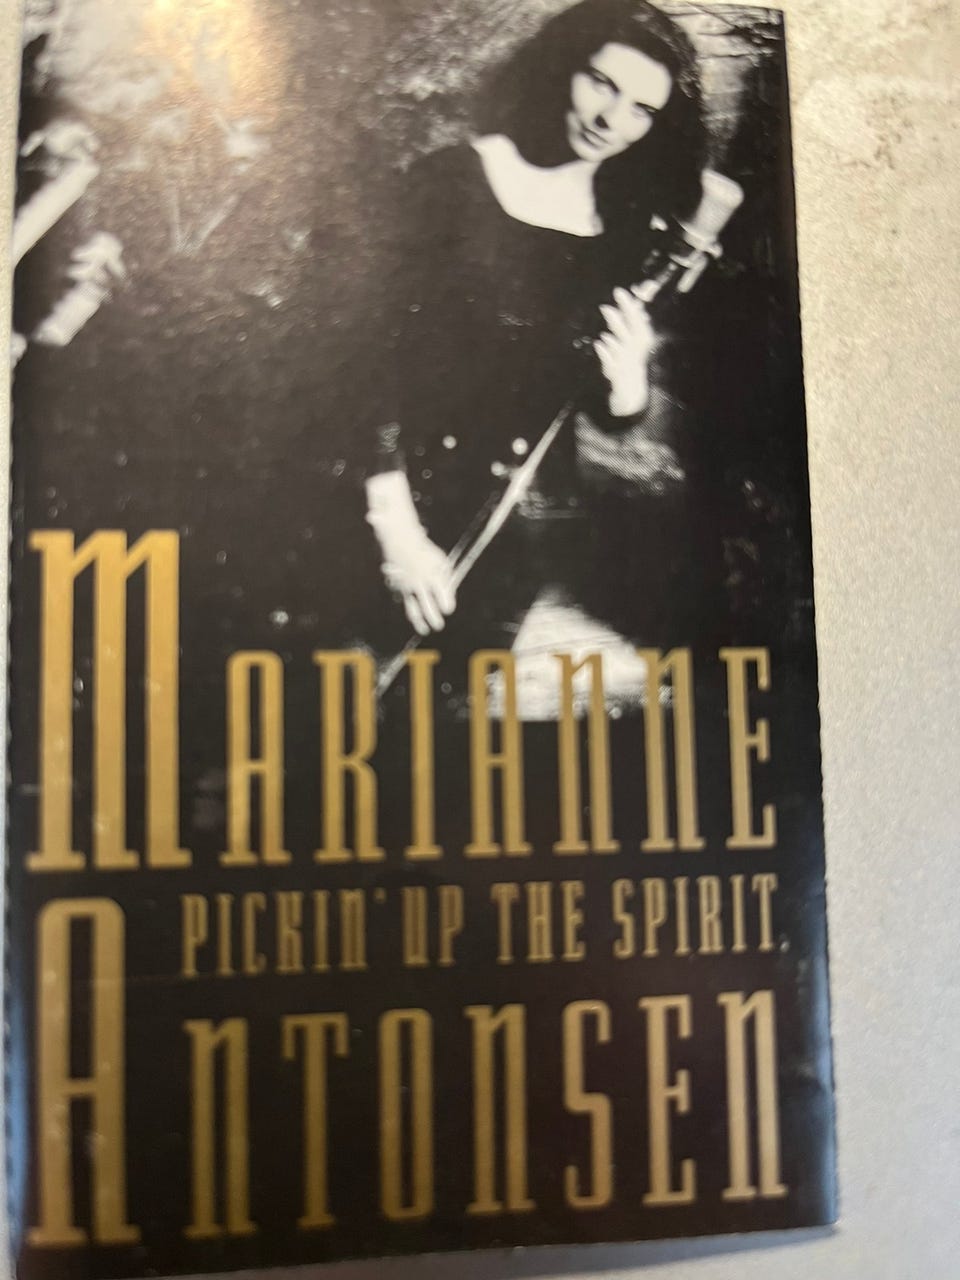 MARIANNE
PICKIN' UP THE SPIRIT.
ANTONSEN